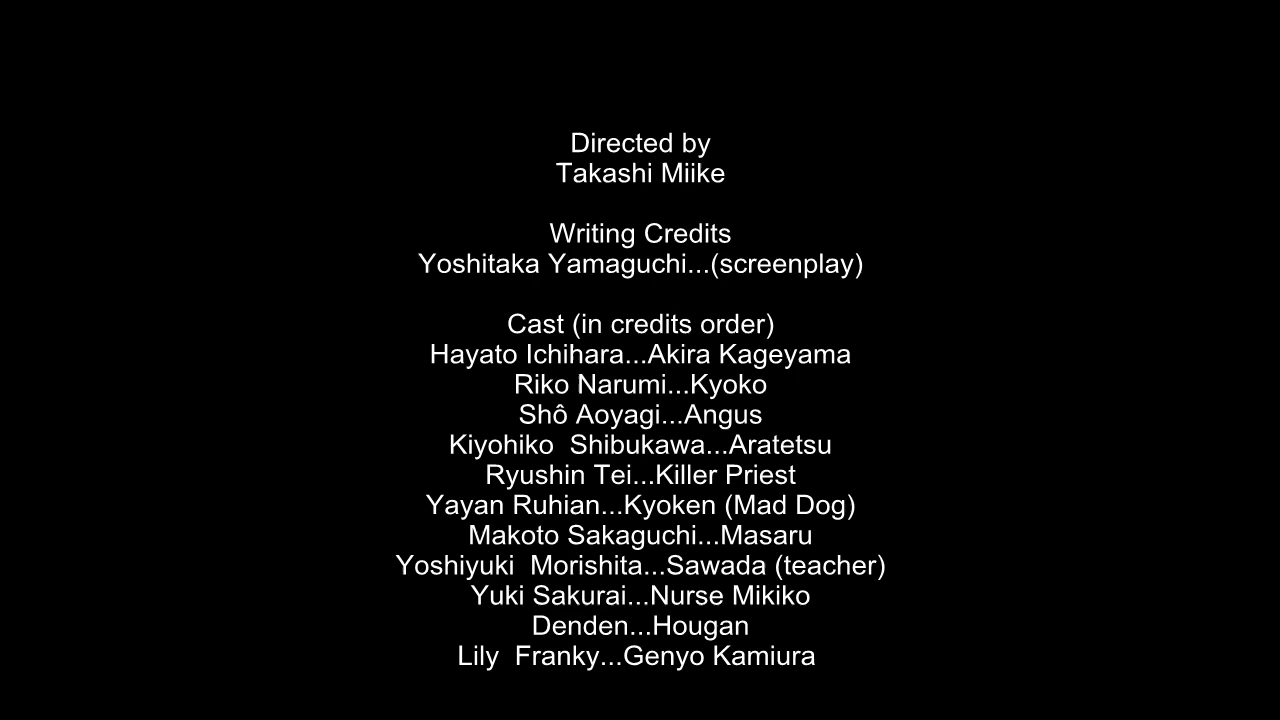 Directed by
Takashi Miike
Writing Credits
Yoshitaka Yamaguchi...(screenplay)
Cast (in credits order)
Hayato Ichihara...Akira Kageyama
Riko Narumi...Kyoko
Shô Aoyagi...Angus
Kiyohiko  Shibukawa...Aratetsu
Ryushin Tei...Killer Priest
Yayan Ruhian...Kyoken (Mad Dog)
Makoto Sakaguchi...Masaru
Yoshiyuki  Morishita...Sawada (teacher)
Yuki Sakurai...Nurse Mikiko
Denden...Hougan
Lily  Franky...Genyo Kamiura